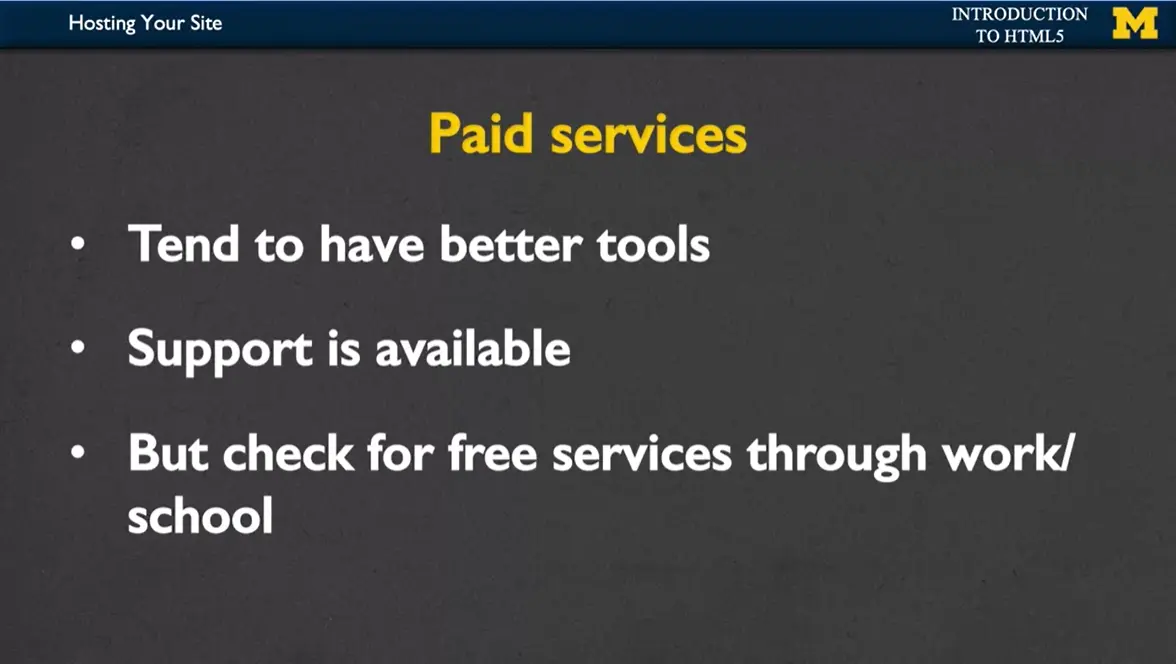 Hosting Your Site
INTRODUCTION
TO HTML5
M
Paid services
• Tend to have better tools
• Support is available
• But check for free services through work/
school